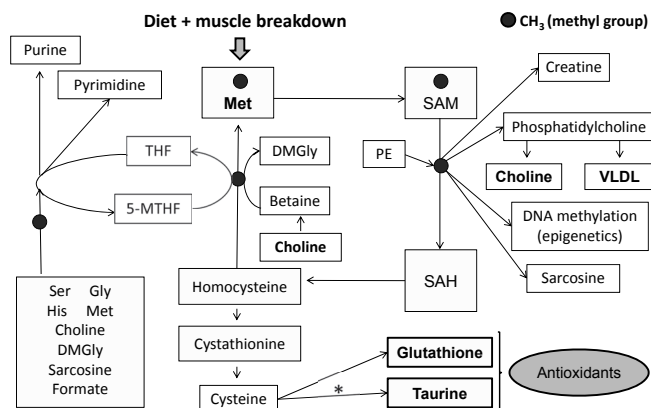 Diet + muscle breakdown
CH₃ (methyl group)
Purine
Pyrimidine
Met
SAM
Creatine
Phosphatidylcholine
THF
DMGly
PE
Choline
VLDL
5-MTHF
Betaine
DNA methylation
(epigenetics)
Choline
Sarcosine
Homocysteine
SAH
Ser Gly
His Met
Choline
DMGly
Sarcosine
Formate
Cystathionine
Glutathione
Antioxidants
Cysteine
*
Taurine